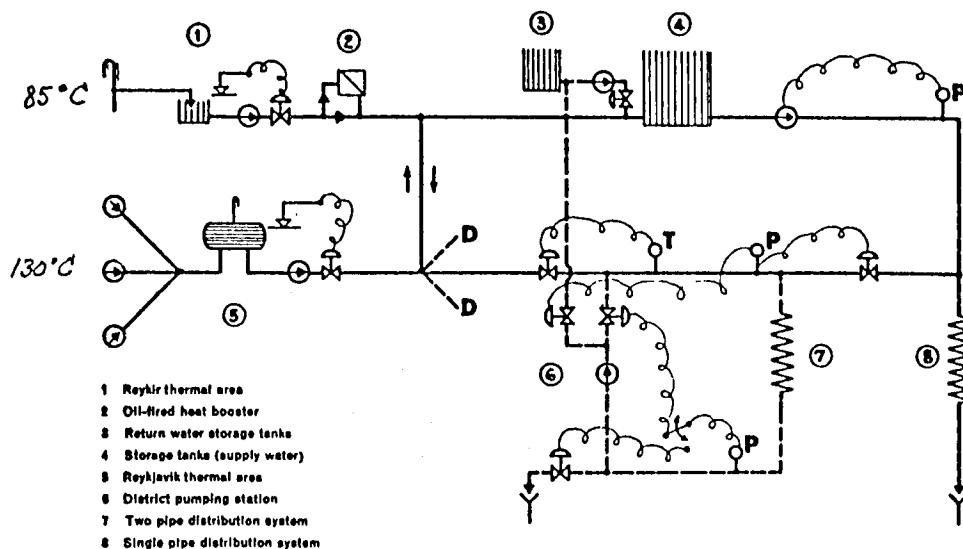 1 2 3 4
85°C
P
130°C
D
D
T
P
5
6
7
8
P
1 Reykir thermal area
2 Oil-fired heat booster
3 Return water storage tanks
4 Storage tanks (supply water)
5 Reykjavik thermal area
6 District pumping station
7 Two pipe distribution system
8 Single pipe distribution system